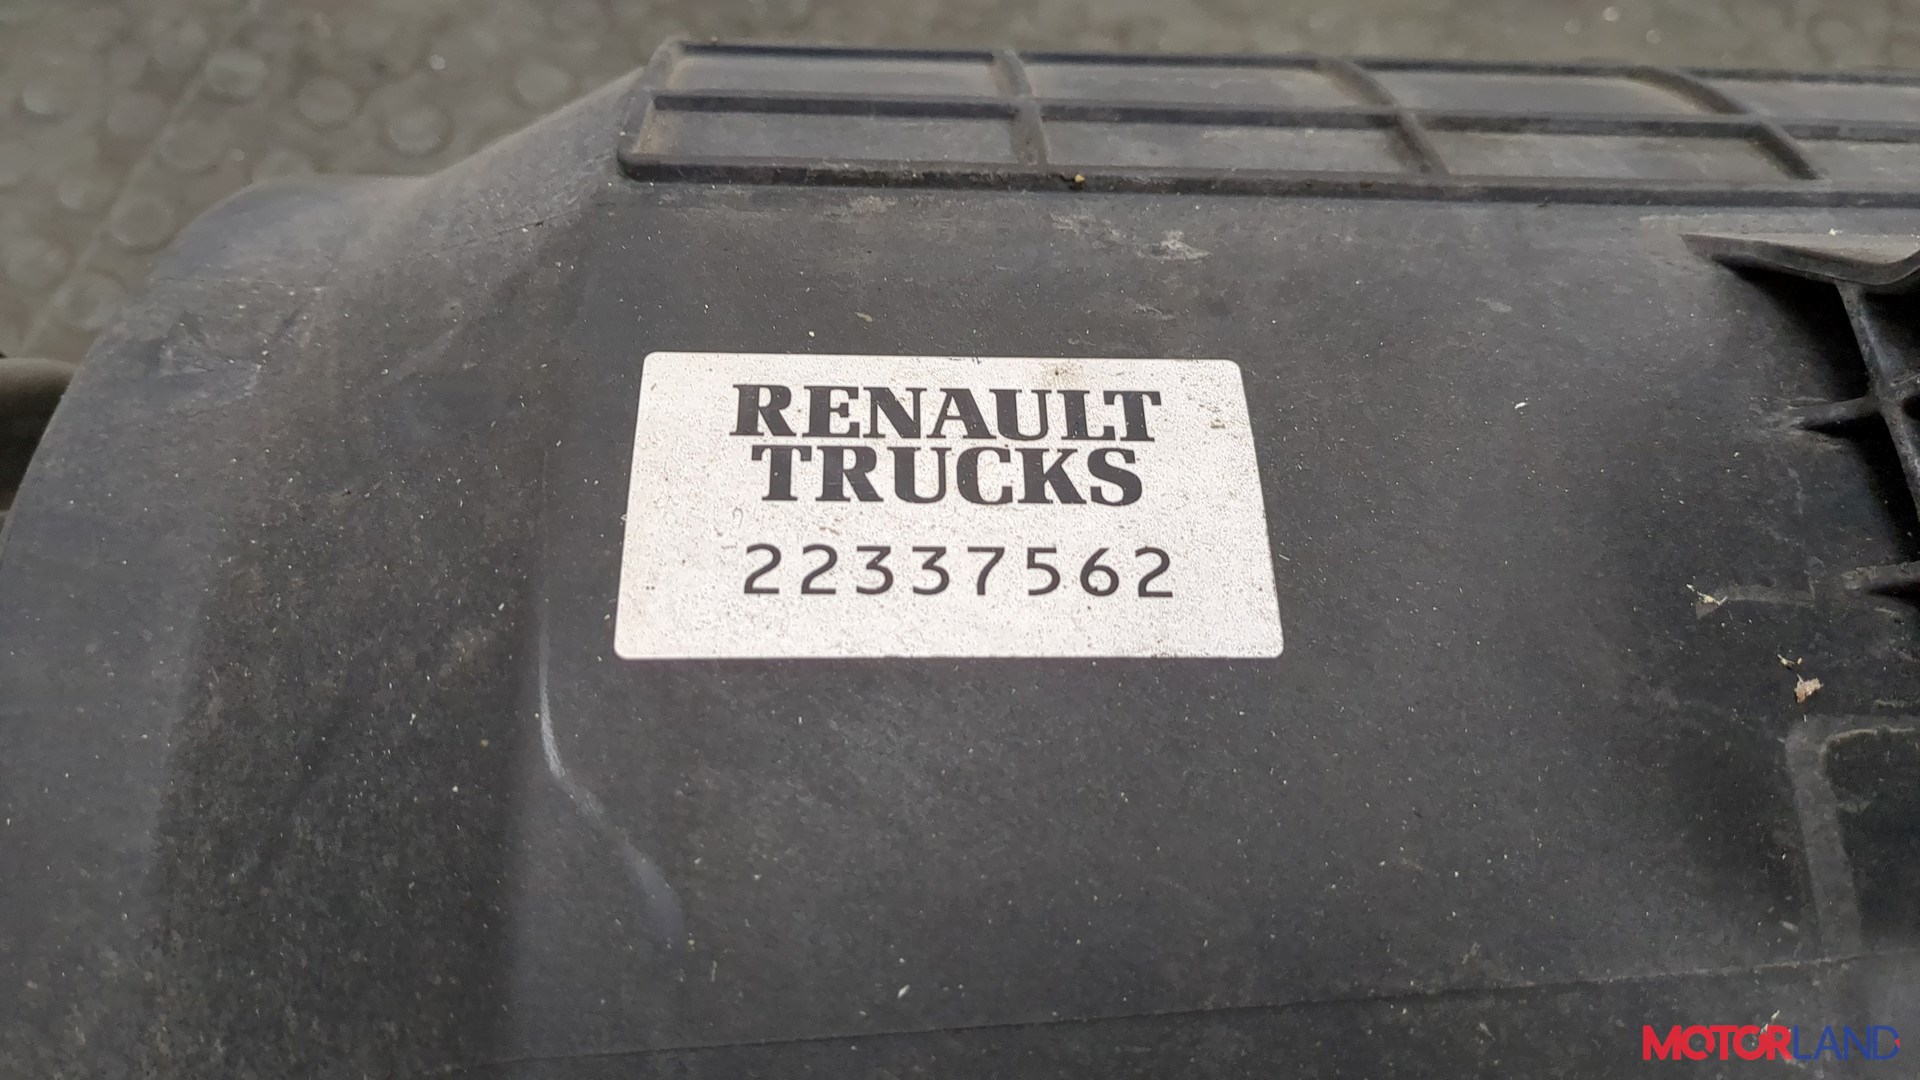 RENAULT
TRUCKS
22337562
MOTORLAND